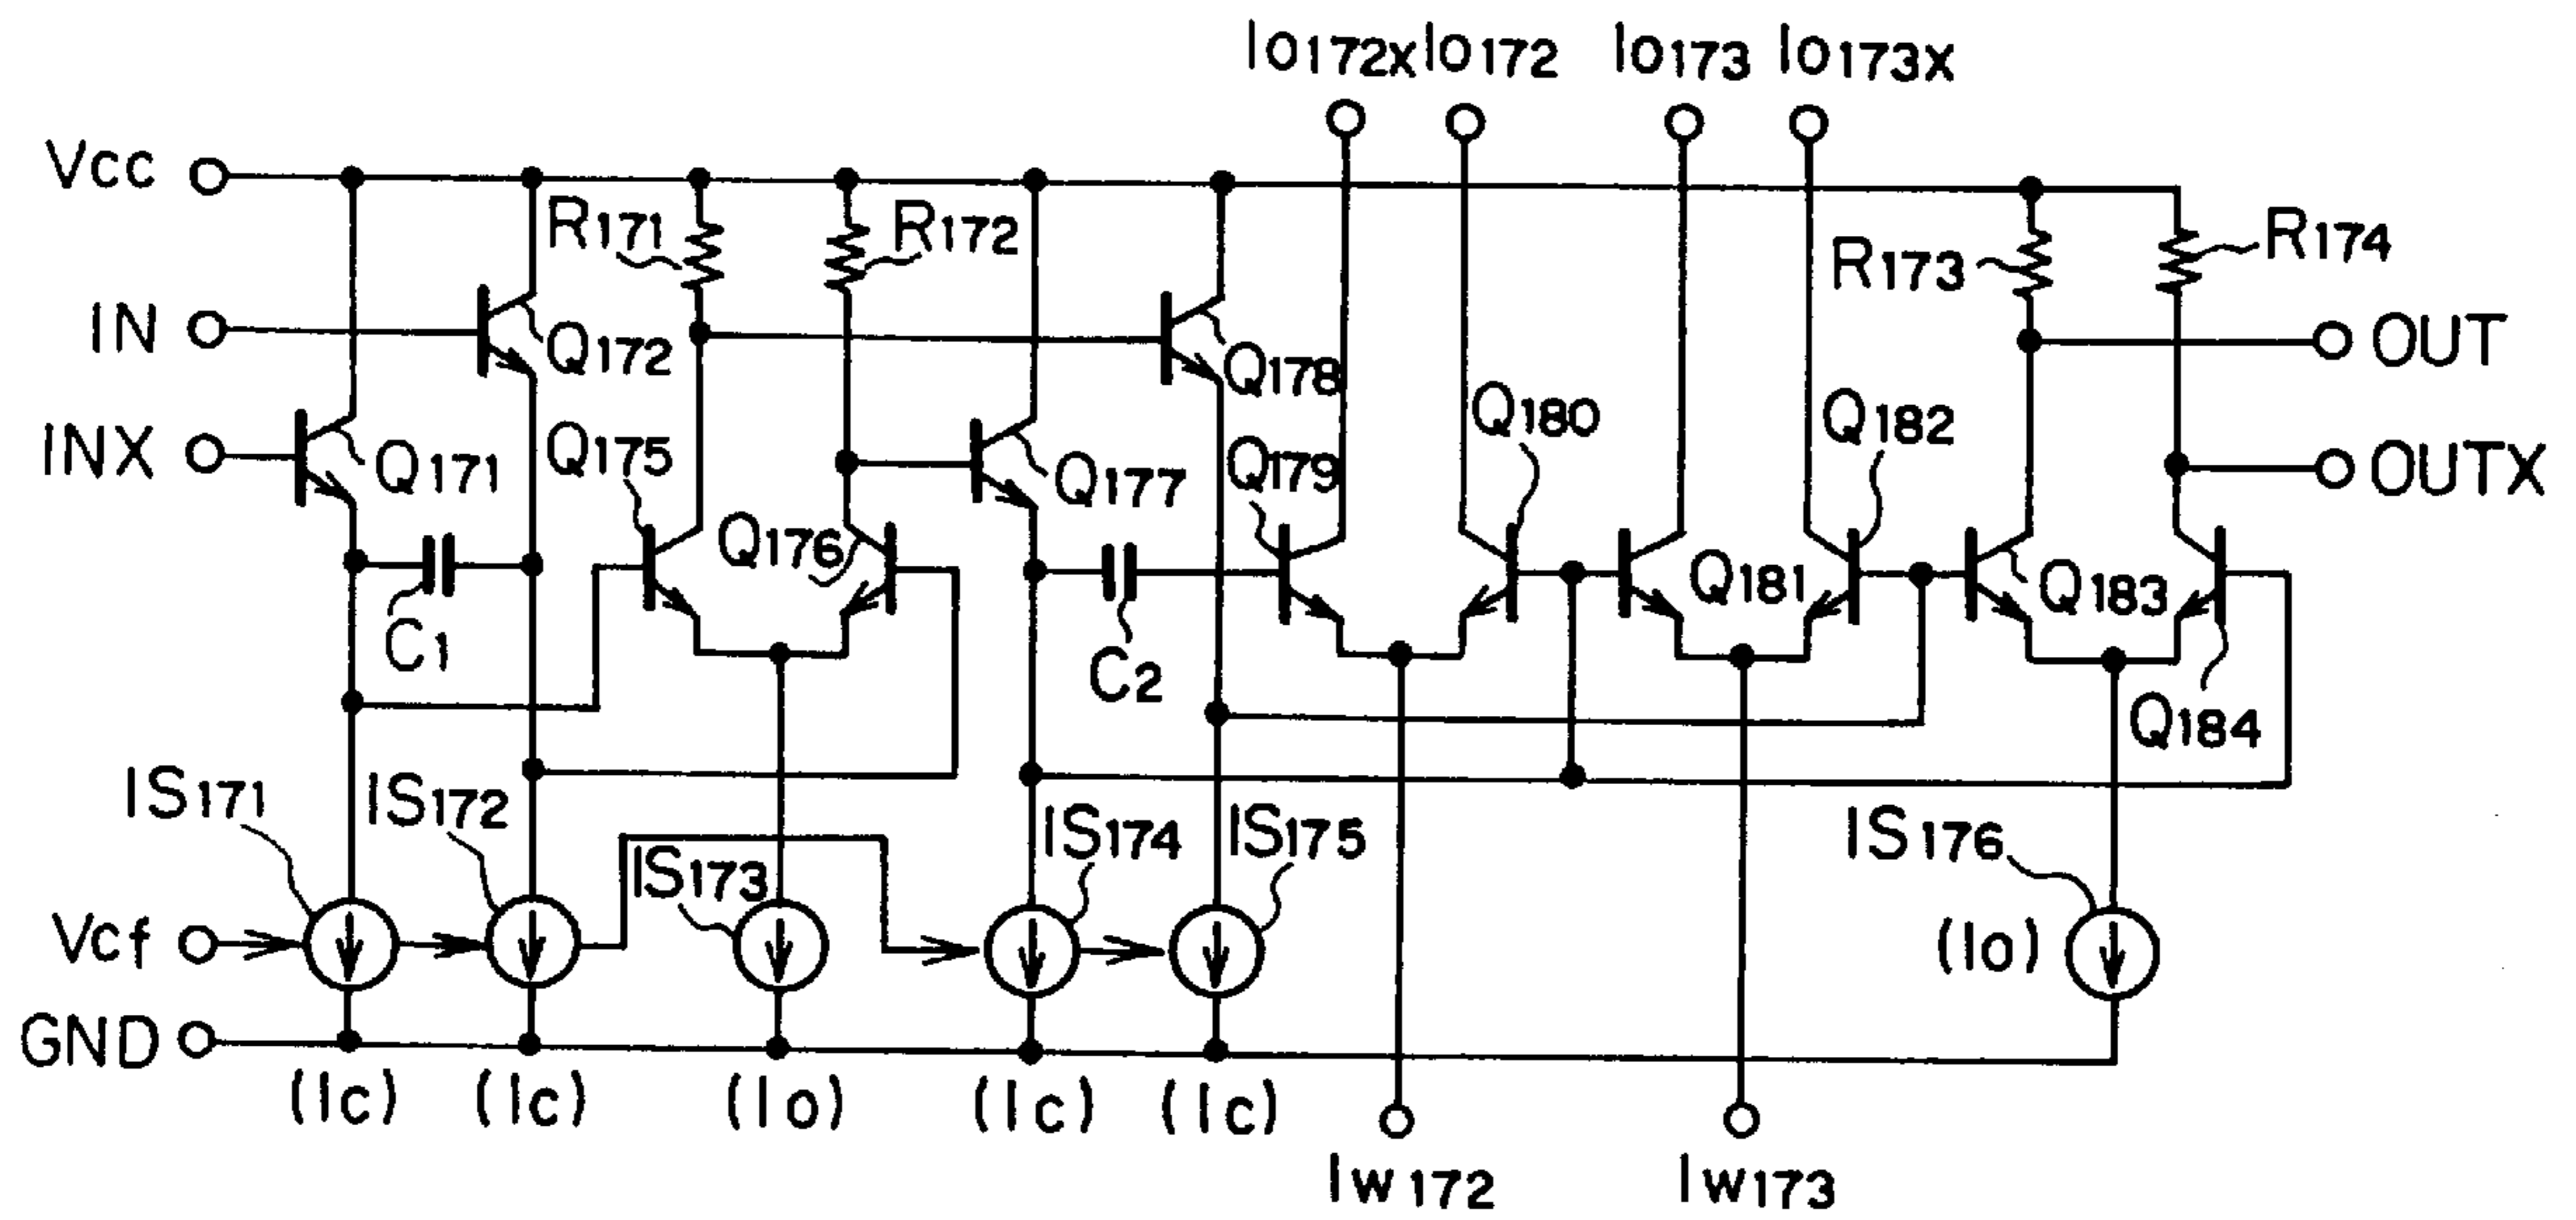 Io172X Io172 Io173 Io173X
Vcc
R171 R172 R173 R174
IN Q172 Q178 OUT
INX Q171 Q175 Q177 Q179 Q180 Q182 OUTX
Q176 Q181 Q183
C1 C2 Q184
IS171 IS172 IS173 IS174 IS175 IS176
Vcf (Io)
GND
(Ic) (Ic) (Io) (Ic) (Ic)
Iw172 Iw173